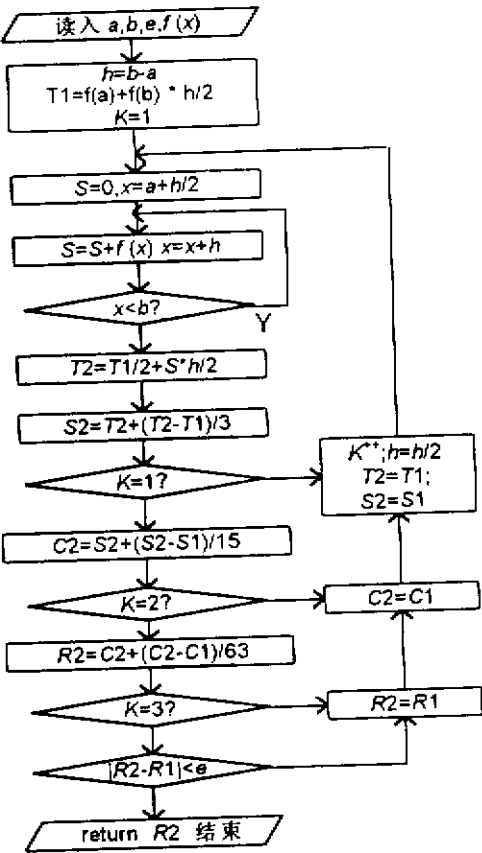 读入 a,b,e,f(x)
h=b-a
T1=f(a)+f(b) * h/2
K=1
S=0,x=a+h/2
S=S+f(x) x=x+h
x<b?
Y
T2=T1/2+S*h/2
S2=T2+(T2-T1)/3
K=1?
K++;h=h/2
T2=T1;
S2=S1
C2=S2+(S2-S1)/15
K=2?
C2=C1
R2=C2+(C2-C1)/63
K=3?
R2=R1
|R2-R1|<e
return R2 结束